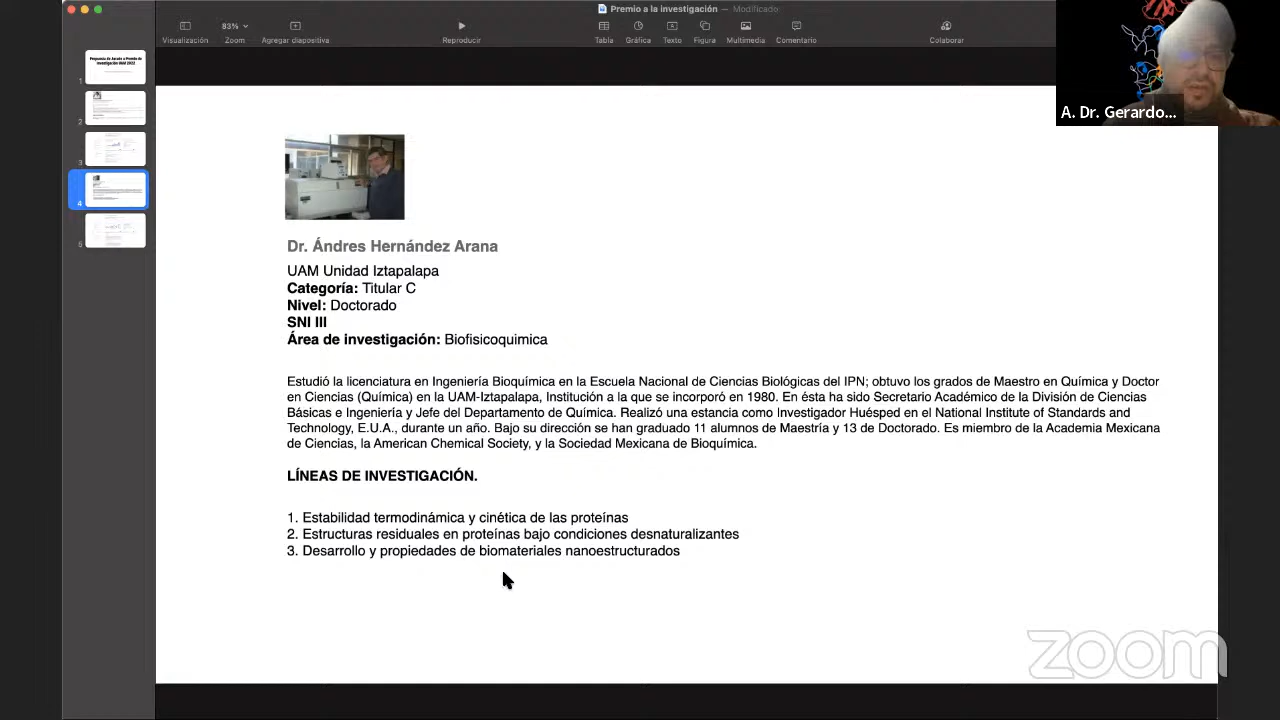 Premio a la investigación — Modificado
83%
Visualización
Zoom
Agregar diapositiva
Reproducir
Tabla
Gráfica
Texto
Figura
Multimedia
Comentario
Colaborar
1
2
3
4
5
A. Dr. Gerardo...
Dr. Ándres Hernández Arana
UAM Unidad Iztapalapa
Categoría: Titular C
Nivel: Doctorado
SNI III
Área de investigación: Biofisicoquimica
Estudió la licenciatura en Ingeniería Bioquímica en la Escuela Nacional de Ciencias Biológicas del IPN; obtuvo los grados de Maestro en Química y Doctor
en Ciencias (Química) en la UAM-Iztapalapa, Institución a la que se incorporó en 1980. En ésta ha sido Secretario Académico de la División de Ciencias
Básicas e Ingeniería y Jefe del Departamento de Química. Realizó una estancia como Investigador Huésped en el National Institute of Standards and
Technology, E.U.A., durante un año. Bajo su dirección se han graduado 11 alumnos de Maestría y 13 de Doctorado. Es miembro de la Academia Mexicana
de Ciencias, la American Chemical Society, y la Sociedad Mexicana de Bioquímica.
LÍNEAS DE INVESTIGACIÓN.
1. Estabilidad termodinámica y cinética de las proteínas
2. Estructuras residuales en proteínas bajo condiciones desnaturalizantes
3. Desarrollo y propiedades de biomateriales nanoestructurados
zoom